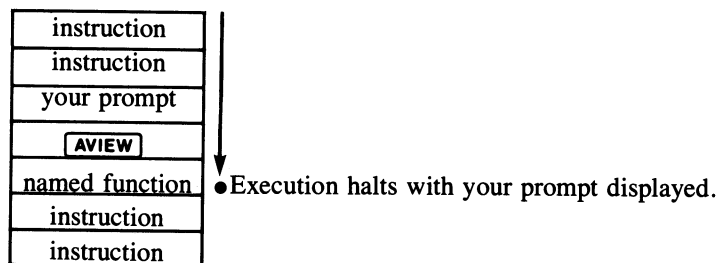 instruction
instruction
your prompt
AVIEW
named function ●Execution halts with your prompt displayed.
instruction
instruction